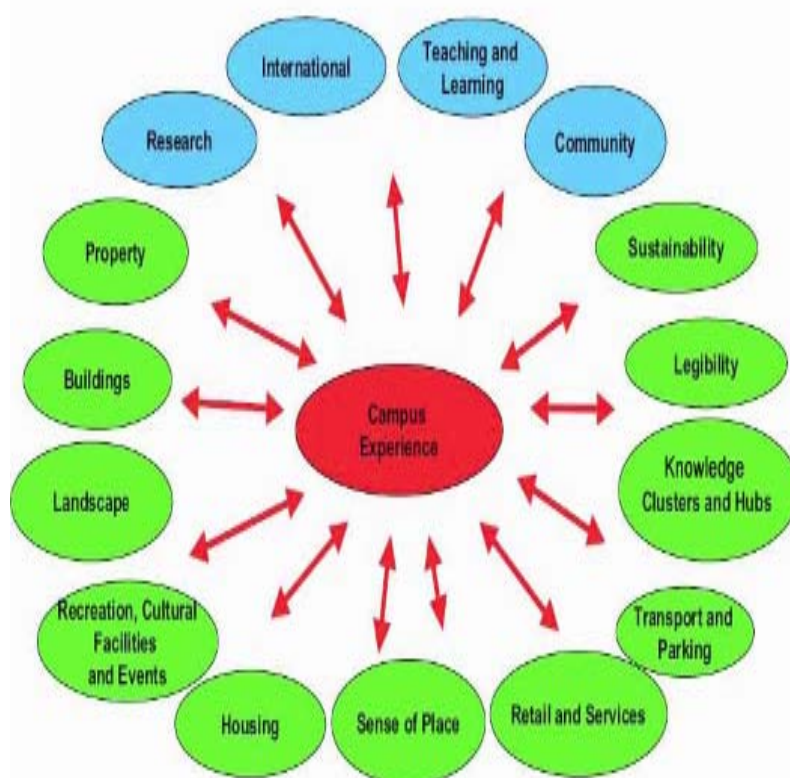 International
Teaching and
Learning
Research
Community
Property
Sustainability
Buildings
Legibility
Campus
Experience
Landscape
Knowledge
Clusters and Hubs
Recreation, Cultural
Facilities
and Events
Transport and
Parking
Housing
Sense of Place
Retail and Services